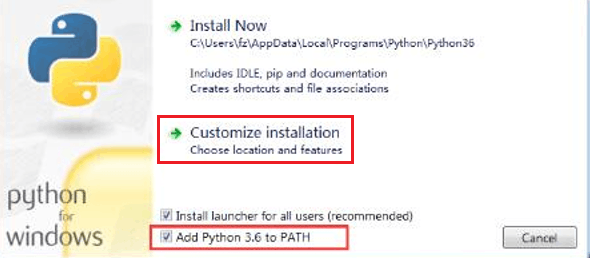 Install Now
C:\Users\fz\AppData\Local\Programs\Python\Python36
Includes IDLE, pip and documentation
Creates shortcuts and file associations
Customize installation
Choose location and features
python
for
windows
Install launcher for all users (recommended)
Add Python 3.6 to PATH
Cancel